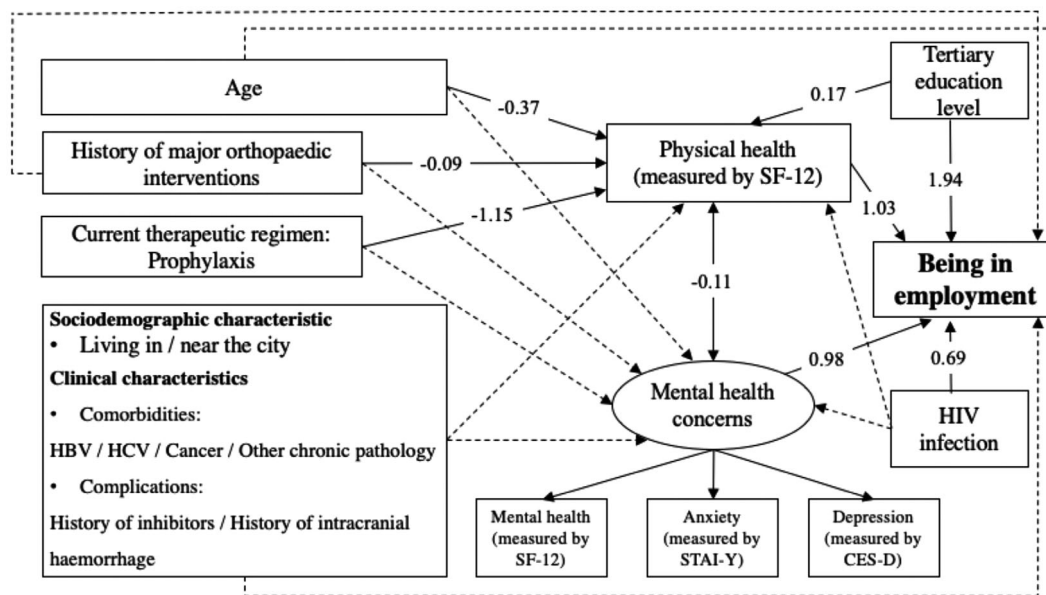 Age
-0.37
0.17
Tertiary
education
level
History of major orthopaedic
interventions
-0.09
Physical health
(measured by SF-12)
1.94
1.03
Current therapeutic regimen:
Prophylaxis
-1.15
-0.11
Being in
employment
Sociodemographic characteristic
• Living in / near the city
Clinical characteristics
• Comorbidities:
HBV / HCV / Cancer / Other chronic pathology
• Complications:
History of inhibitors / History of intracranial
haemorrhage
0.98
0.69
Mental health
concerns
HIV
infection
Mental health
(measured by
SF-12)
Anxiety
(measured by
STAI-Y)
Depression
(measured by
CES-D)